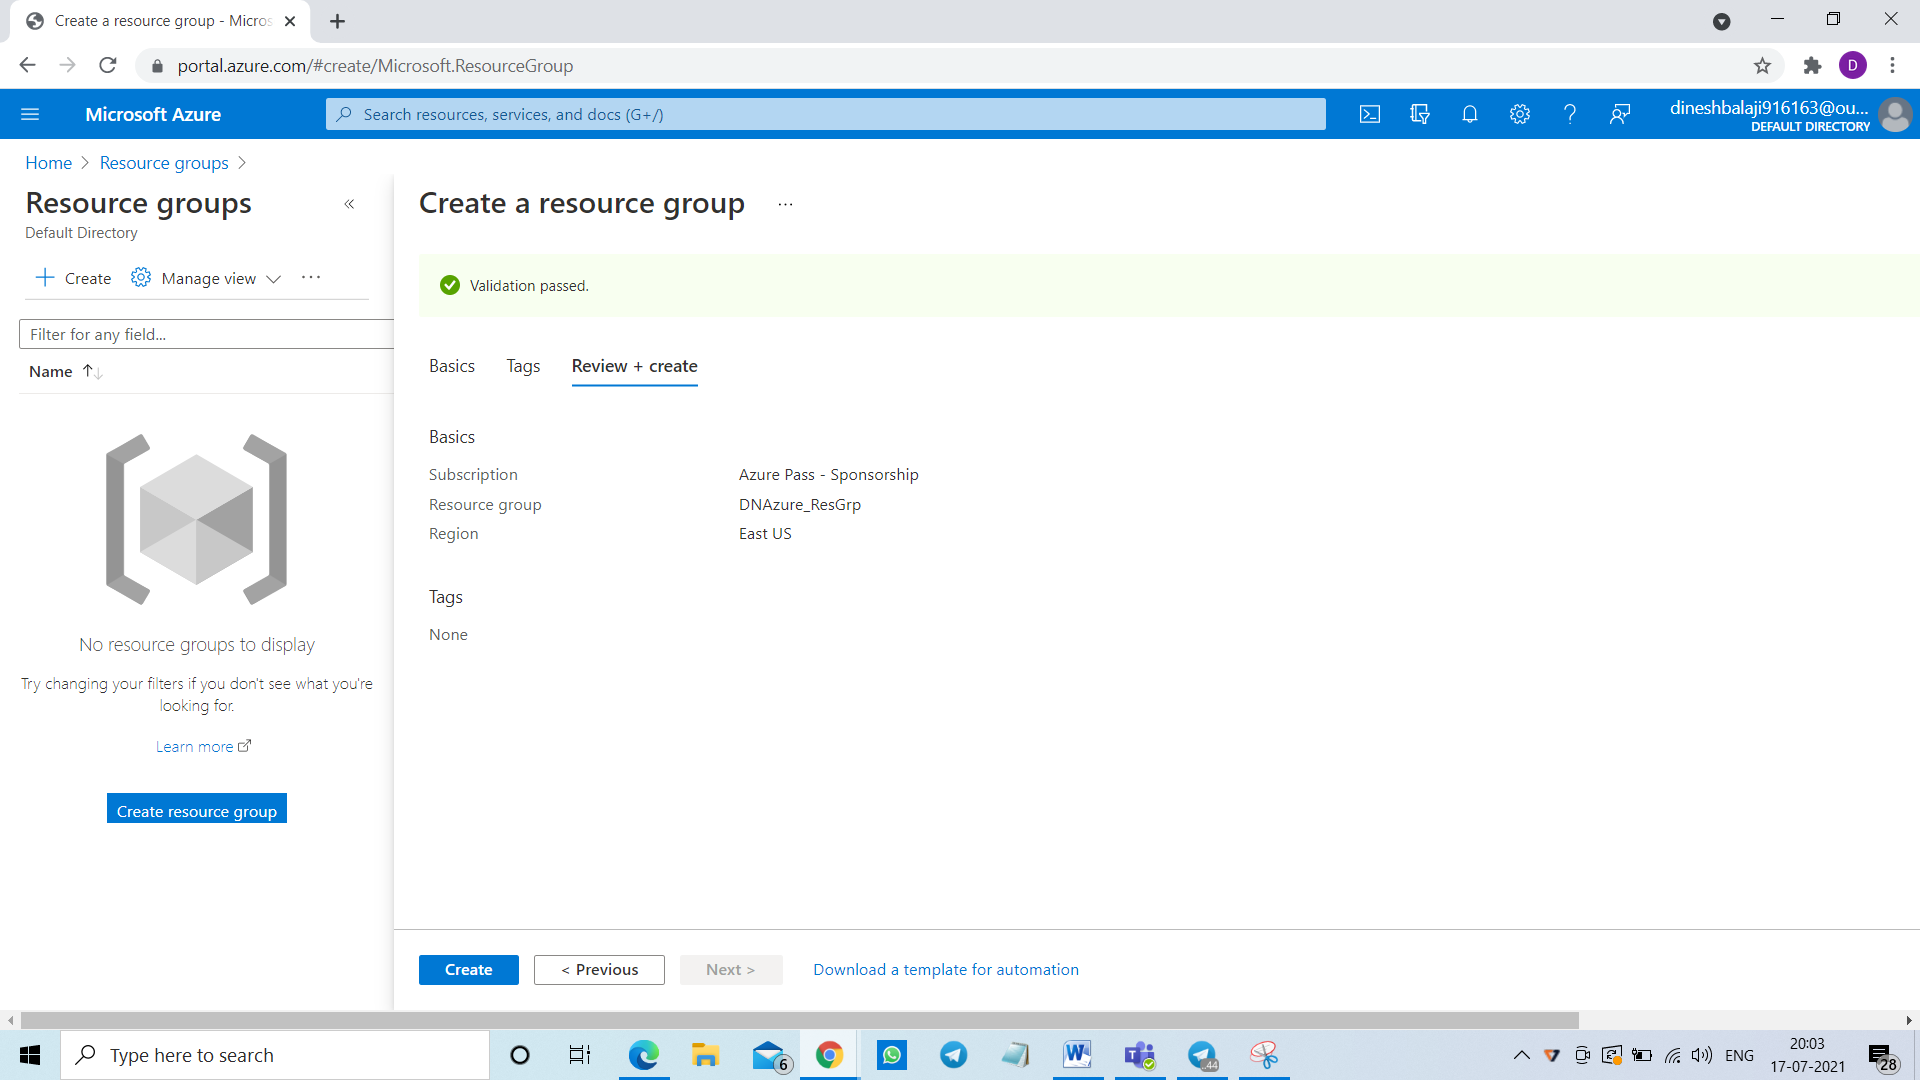 Create a resource group - Micros
portal.azure.com/#create/Microsoft.ResourceGroup
D
Microsoft Azure
Search resources, services, and docs (G+/)
dineshbalaji916163@ou...
DEFAULT DIRECTORY
Home > Resource groups >
Resource groups
Default Directory
Create
Manage view
Filter for any field...
Name
No resource groups to display
Try changing your filters if you don't see what you're
looking for.
Learn more
Create resource group
Create a resource group
Validation passed.
Basics
Tags
Review + create
Basics
Subscription Azure Pass - Sponsorship
Resource group DNAzure_ResGrp
Region East US
Tags
None
Create
< Previous
Next >
Download a template for automation
Type here to search
6
W
T
44
ENG
20:03
17-07-2021
28